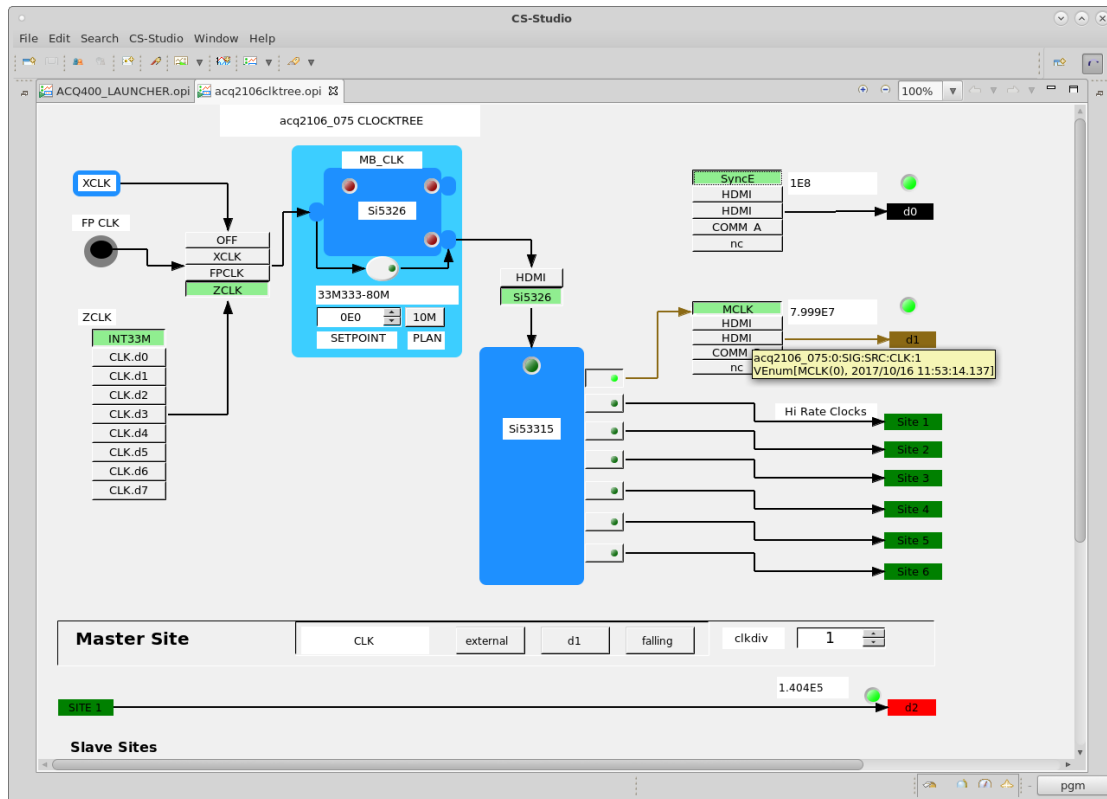 CS-Studio
File Edit Search CS-Studio Window Help
100%
ACQ400_LAUNCHER.opi
acq2106clktree.opi
acq2106_075 CLOCKTREE
XCLK
FP CLK
OFF
XCLK
FPCLK
ZCLK
ZCLK
INT33M
CLK.d0
CLK.d1
CLK.d2
CLK.d3
CLK.d4
CLK.d5
CLK.d6
CLK.d7
MB_CLK
Si5326
33M333-80M
0E0
10M
SETPOINT
PLAN
HDMI
Si5326
Si53315
SyncE
HDMI
HDMI
COMM_A
nc
1E8
d0
MCLK
HDMI
HDMI
COMM
nc
7.999E7
d1
acq2106_075:0:SIG:SRC:CLK:1
VEnum[MCLK(0), 2017/10/16 11:53:14.137]
Hi Rate Clocks
Site 1
Site 2
Site 3
Site 4
Site 5
Site 6
Master Site
CLK
external
d1
falling
clkdiv
1
1.404E5
SITE 1
d2
Slave Sites
pgm